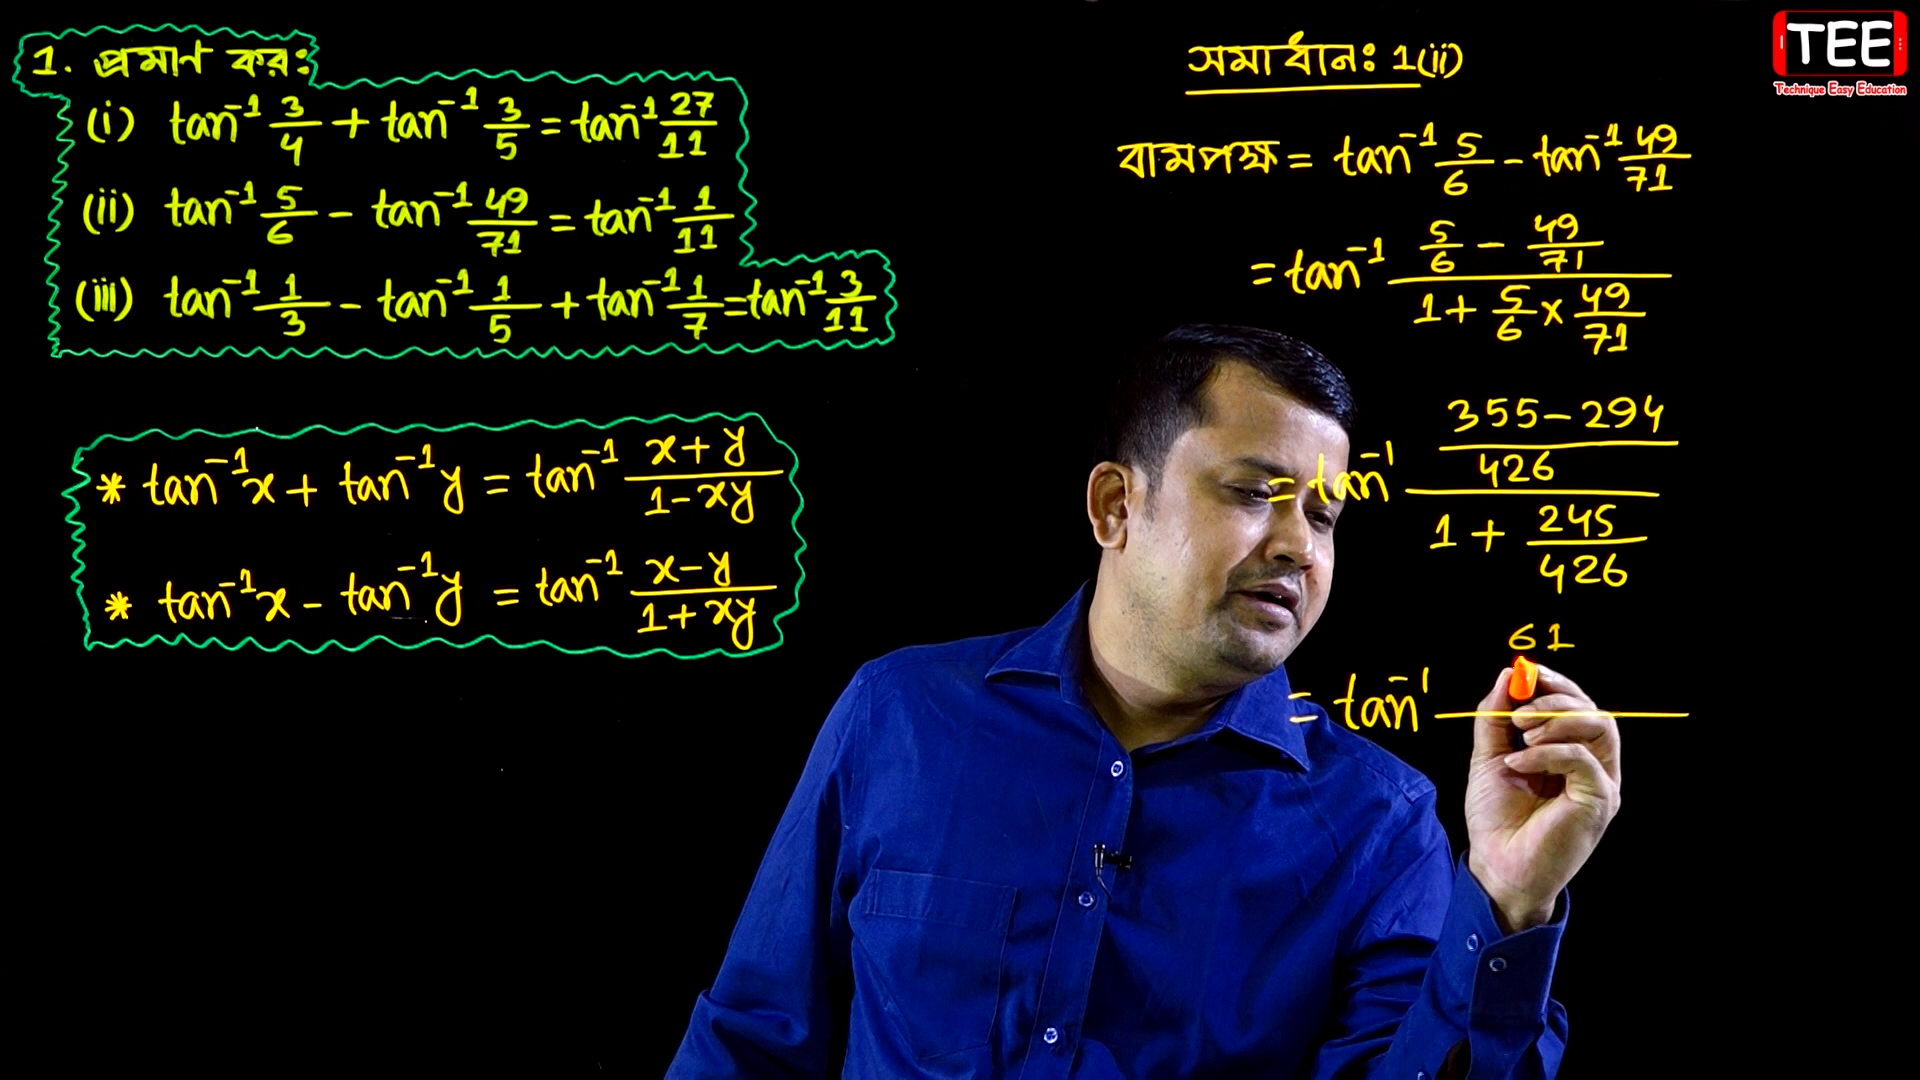 1. প্রমাণ কর:
(i) tan⁻¹ 3/4 + tan⁻¹ 3/5 = tan⁻¹ 27/11
(ii) tan⁻¹ 5/6 − tan⁻¹ 49/71 = tan⁻¹ 1/11
(iii) tan⁻¹ 1/3 − tan⁻¹ 1/5 + tan⁻¹ 1/7 = tan⁻¹ 3/11
* tan⁻¹x + tan⁻¹y = tan⁻¹ (x+y)/(1−xy)
* tan⁻¹x − tan⁻¹y = tan⁻¹ (x−y)/(1+xy)
সমাধান: 1(ii)
বামপক্ষ = tan⁻¹ 5/6 − tan⁻¹ 49/71
= tan⁻¹ (5/6 − 49/71)/(1 + 5/6 × 49/71)
= tan⁻¹ ((355−294)/426)/(1 + 245/426)
= tan⁻¹ 61
TEE
Technique Easy Education